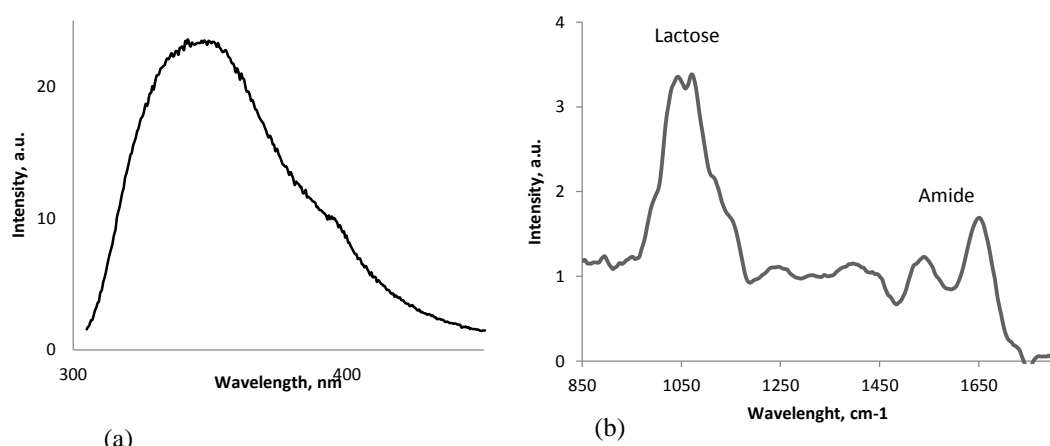 Intensity, a.u.
20
10
0
300
400
Wavelength, nm
(a)
Intensity, a.u.
4
3
2
1
0
Lactose
Amide
850 1050 1250 1450 1650
Wavelenght, cm-1
(b)